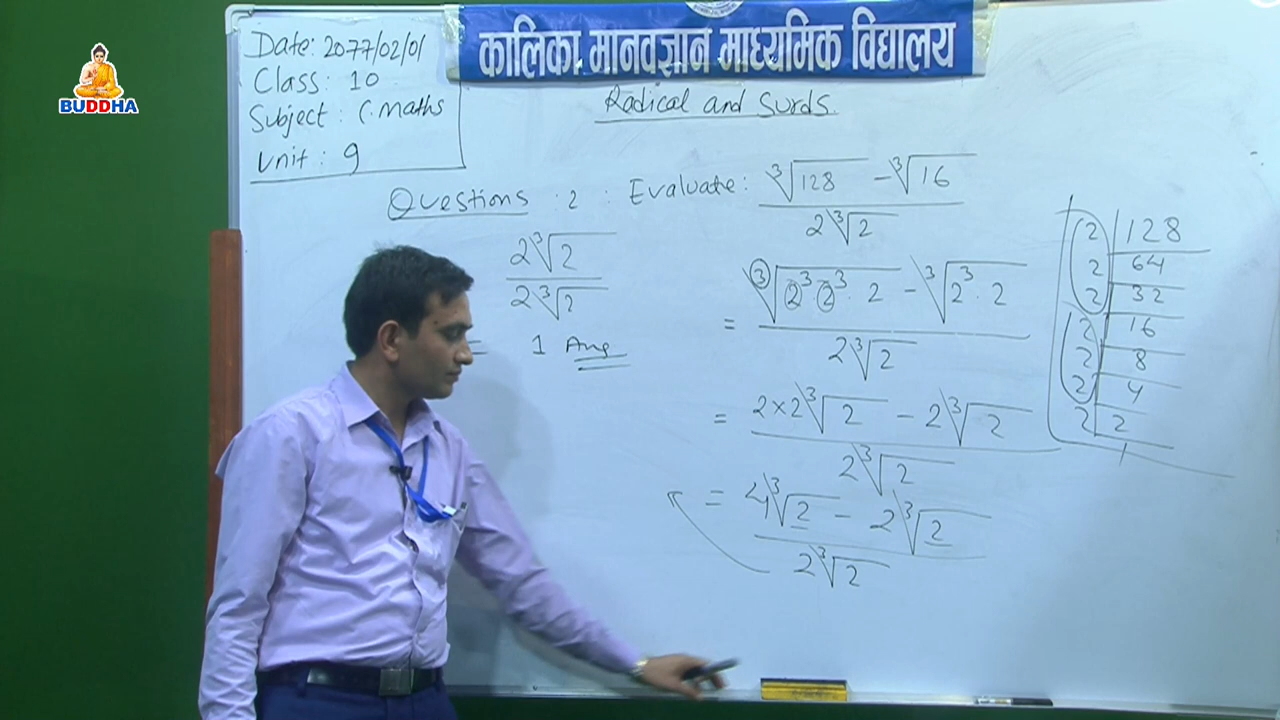 BUDDHA
कालिका मानवज्ञान माध्यमिक विद्यालय
Date: 2077/02/01
Class: 10
Subject: C. Maths
Unit: 9
Radical and Surds.
Questions : 2 : Evaluate: (∛128 − ∛16) / (2∛2)
= (∛(2³·2³·2) − ∛(2³·2)) / (2∛2)
= (2×2∛2 − 2∛2) / (2∛2)
= (4∛2 − 2∛2) / (2∛2)
2∛2 / 2∛2
= 1 Ans
2 | 128
2 | 64
2 | 32
2 | 16
2 | 8
2 | 4
2 | 2
1